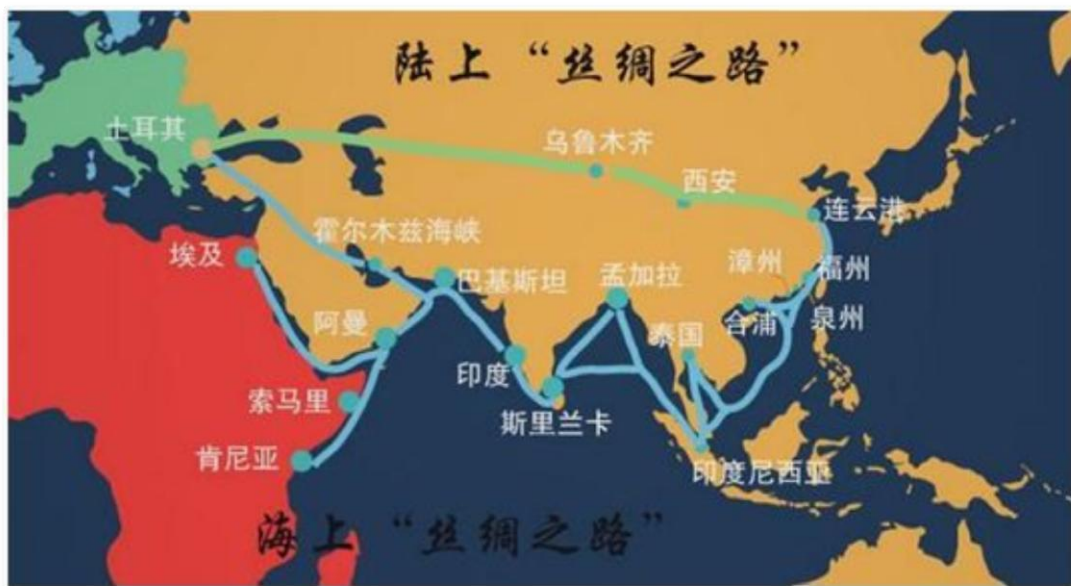 陆上“丝绸之路”
土耳其
乌鲁木齐
西安
连云港
霍尔木兹海峡
埃及
巴基斯坦
孟加拉
漳州
福州
阿曼
泰国
合浦
泉州
印度
索马里
斯里兰卡
肯尼亚
印度尼西亚
海上“丝绸之路”